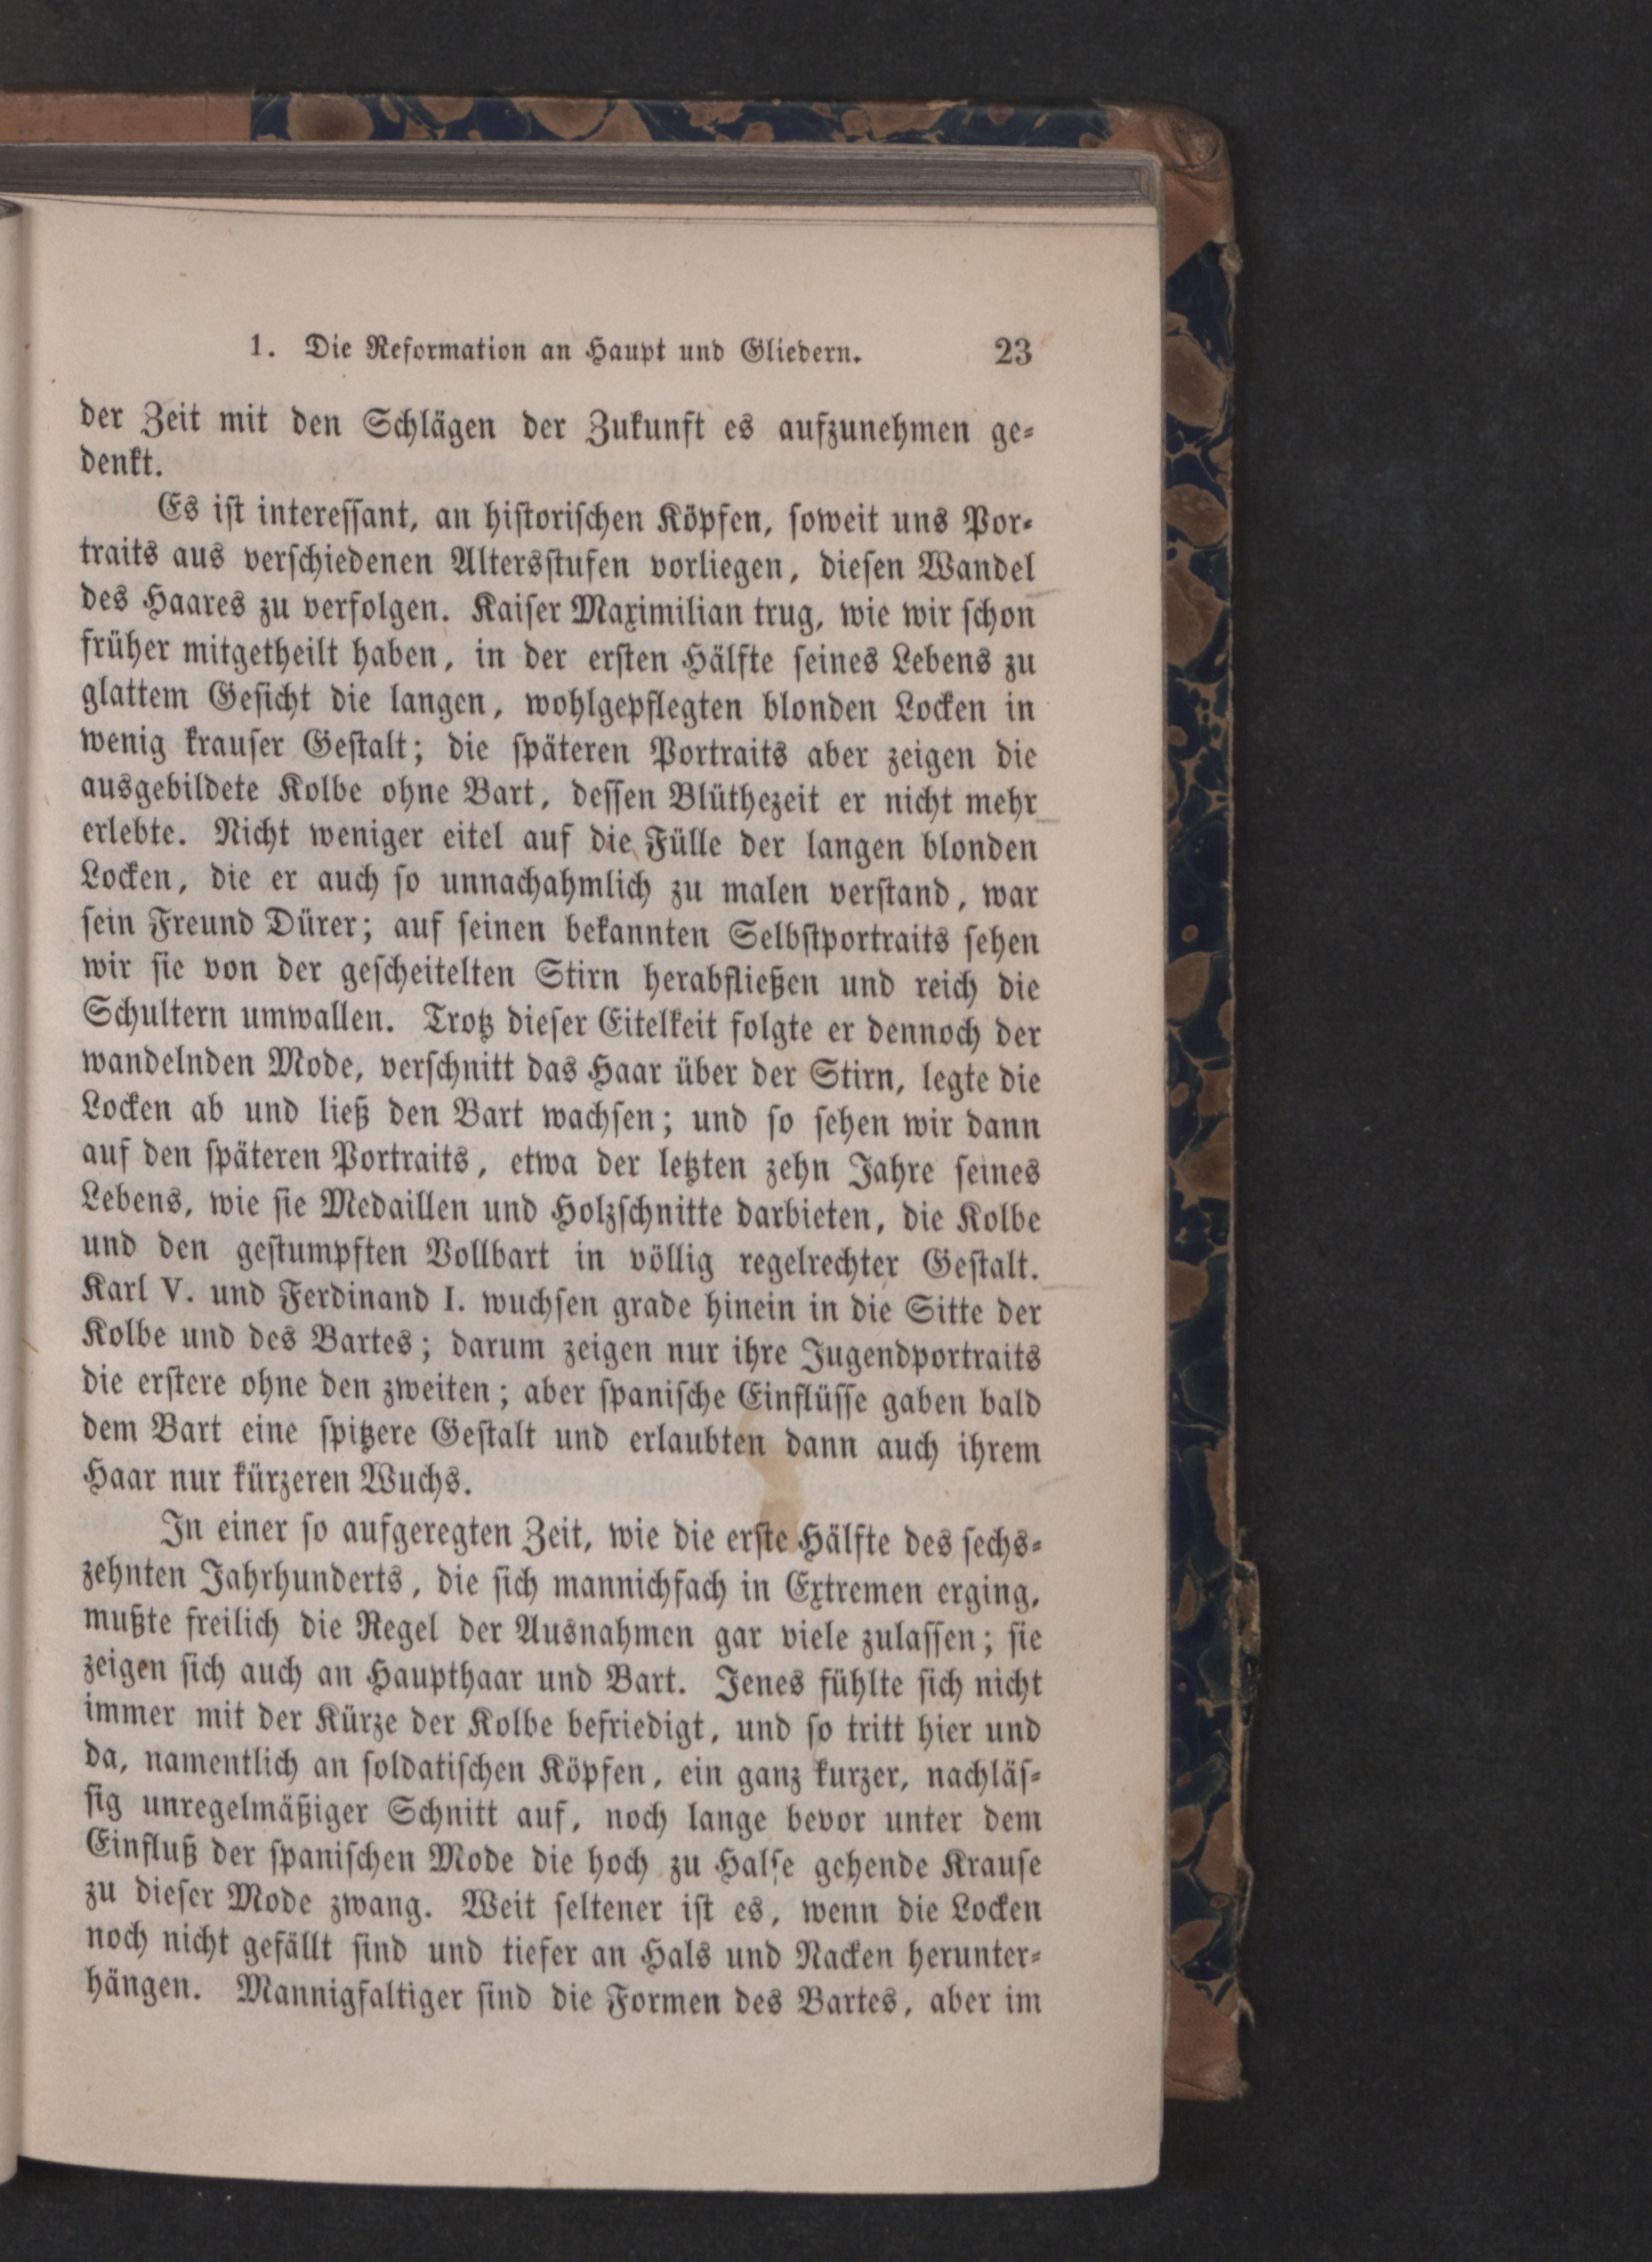 1. Die Reformation an Haupt und Gliedern. 23
der Zeit mit den Schlägen der Zukunft es aufzunehmen ge-
denkt.
Es iſt intereſſant, an hiſtoriſchen Köpfen, ſoweit uns Por-
traits aus verſchiedenen Altersſtufen vorliegen, dieſen Wandel
des Haares zu verfolgen. Kaiſer Maximilian trug, wie wir ſchon
früher mitgetheilt haben, in der erſten Hälfte ſeines Lebens zu
glattem Geſicht die langen, wohlgepflegten blonden Locken in
wenig krauſer Geſtalt; die ſpäteren Portraits aber zeigen die
ausgebildete Kolbe ohne Bart, deſſen Blüthezeit er nicht mehr
erlebte. Nicht weniger eitel auf die Fülle der langen blonden
Locken, die er auch ſo unnachahmlich zu malen verſtand, war
ſein Freund Dürer; auf ſeinen bekannten Selbſtportraits ſehen
wir ſie von der geſcheitelten Stirn herabfließen und reich die
Schultern umwallen. Trotz dieſer Eitelkeit folgte er dennoch der
wandelnden Mode, verſchnitt das Haar über der Stirn, legte die
Locken ab und ließ den Bart wachſen; und ſo ſehen wir dann
auf den ſpäteren Portraits, etwa der letzten zehn Jahre ſeines
Lebens, wie ſie Medaillen und Holzſchnitte darbieten, die Kolbe
und den geſtumpften Vollbart in völlig regelrechter Geſtalt.
Karl V. und Ferdinand I. wuchſen grade hinein in die Sitte der
Kolbe und des Bartes; darum zeigen nur ihre Jugendportraits
die erſtere ohne den zweiten; aber ſpaniſche Einflüſſe gaben bald
dem Bart eine ſpitzere Geſtalt und erlaubten dann auch ihrem
Haar nur kürzeren Wuchs.
In einer ſo aufgeregten Zeit, wie die erſte Hälfte des ſechs-
zehnten Jahrhunderts, die ſich mannichfach in Extremen erging,
mußte freilich die Regel der Ausnahmen gar viele zulaſſen; ſie
zeigen ſich auch an Haupthaar und Bart. Jenes fühlte ſich nicht
immer mit der Kürze der Kolbe befriedigt, und ſo tritt hier und
da, namentlich an ſoldatiſchen Köpfen, ein ganz kurzer, nachläſ-
ſig unregelmäßiger Schnitt auf, noch lange bevor unter dem
Einfluß der ſpaniſchen Mode die hoch zu Halſe gehende Krauſe
zu dieſer Mode zwang. Weit ſeltener iſt es, wenn die Locken
noch nicht gefällt ſind und tiefer an Hals und Nacken herunter-
hängen. Mannigfaltiger ſind die Formen des Bartes, aber im